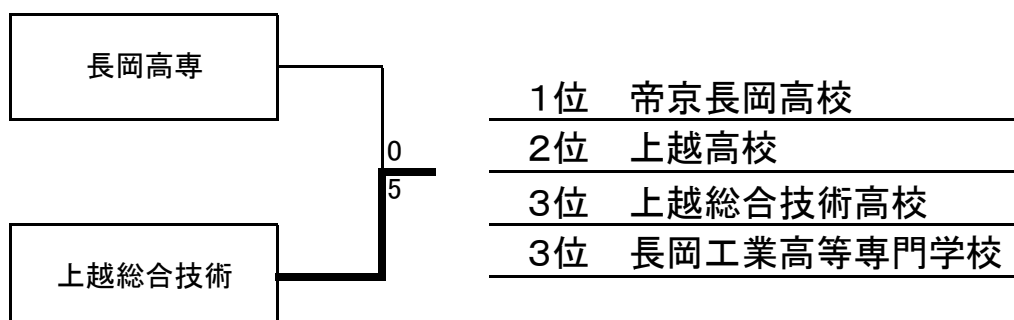 長岡高専
0
5
上越総合技術
1位 帝京長岡高校
2位 上越高校
3位 上越総合技術高校
3位 長岡工業高等専門学校